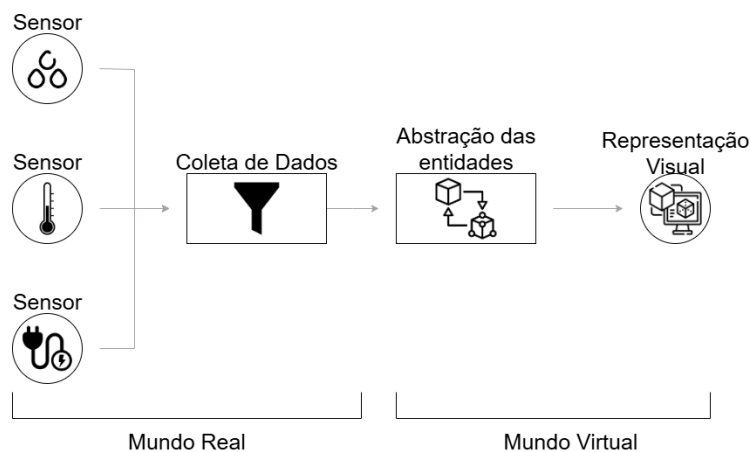 Sensor
Sensor
Coleta de Dados
Abstração das
entidades
Representação
Visual
Sensor
Mundo Real
Mundo Virtual